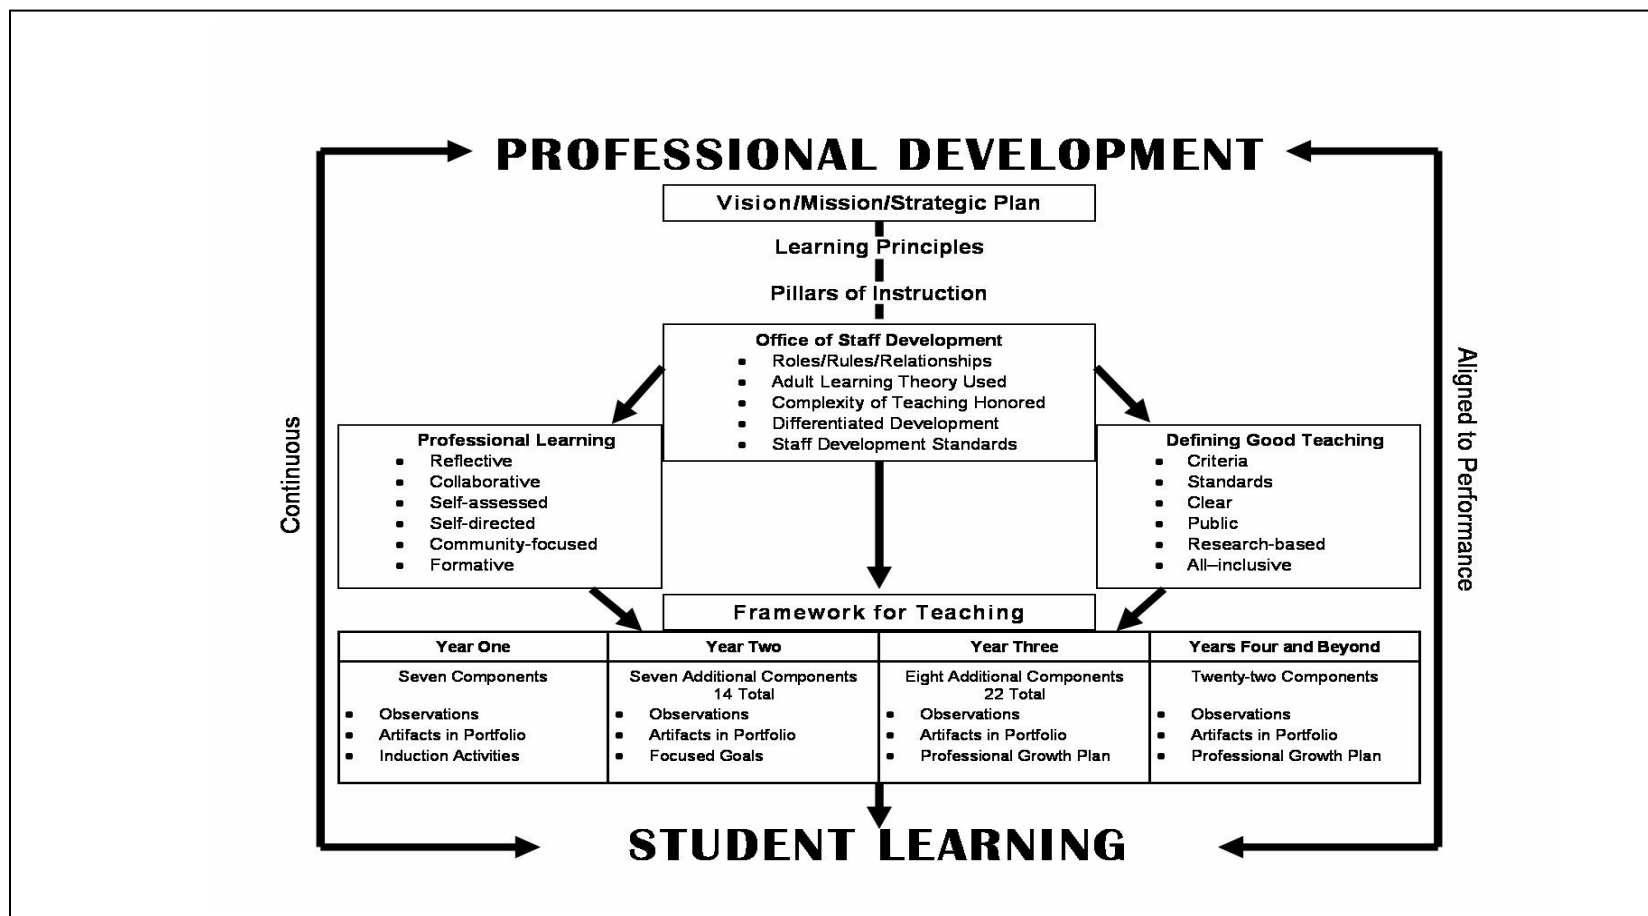 PROFESSIONAL DEVELOPMENT
Vision/Mission/Strategic Plan
Learning Principles
Pillars of Instruction
Office of Staff Development
▪ Roles/Rules/Relationships
▪ Adult Learning Theory Used
▪ Complexity of Teaching Honored
▪ Differentiated Development
▪ Staff Development Standards
Continuous
Professional Learning
▪ Reflective
▪ Collaborative
▪ Self-assessed
▪ Self-directed
▪ Community-focused
▪ Formative
Defining Good Teaching
▪ Criteria
▪ Standards
▪ Clear
▪ Public
▪ Research-based
▪ All–inclusive
Aligned to Performance
Framework for Teaching
Year One
Seven Components
▪ Observations
▪ Artifacts in Portfolio
▪ Induction Activities
Year Two
Seven Additional Components
14 Total
▪ Observations
▪ Artifacts in Portfolio
▪ Focused Goals
Year Three
Eight Additional Components
22 Total
▪ Observations
▪ Artifacts in Portfolio
▪ Professional Growth Plan
Years Four and Beyond
Twenty-two Components
▪ Observations
▪ Artifacts in Portfolio
▪ Professional Growth Plan
STUDENT LEARNING